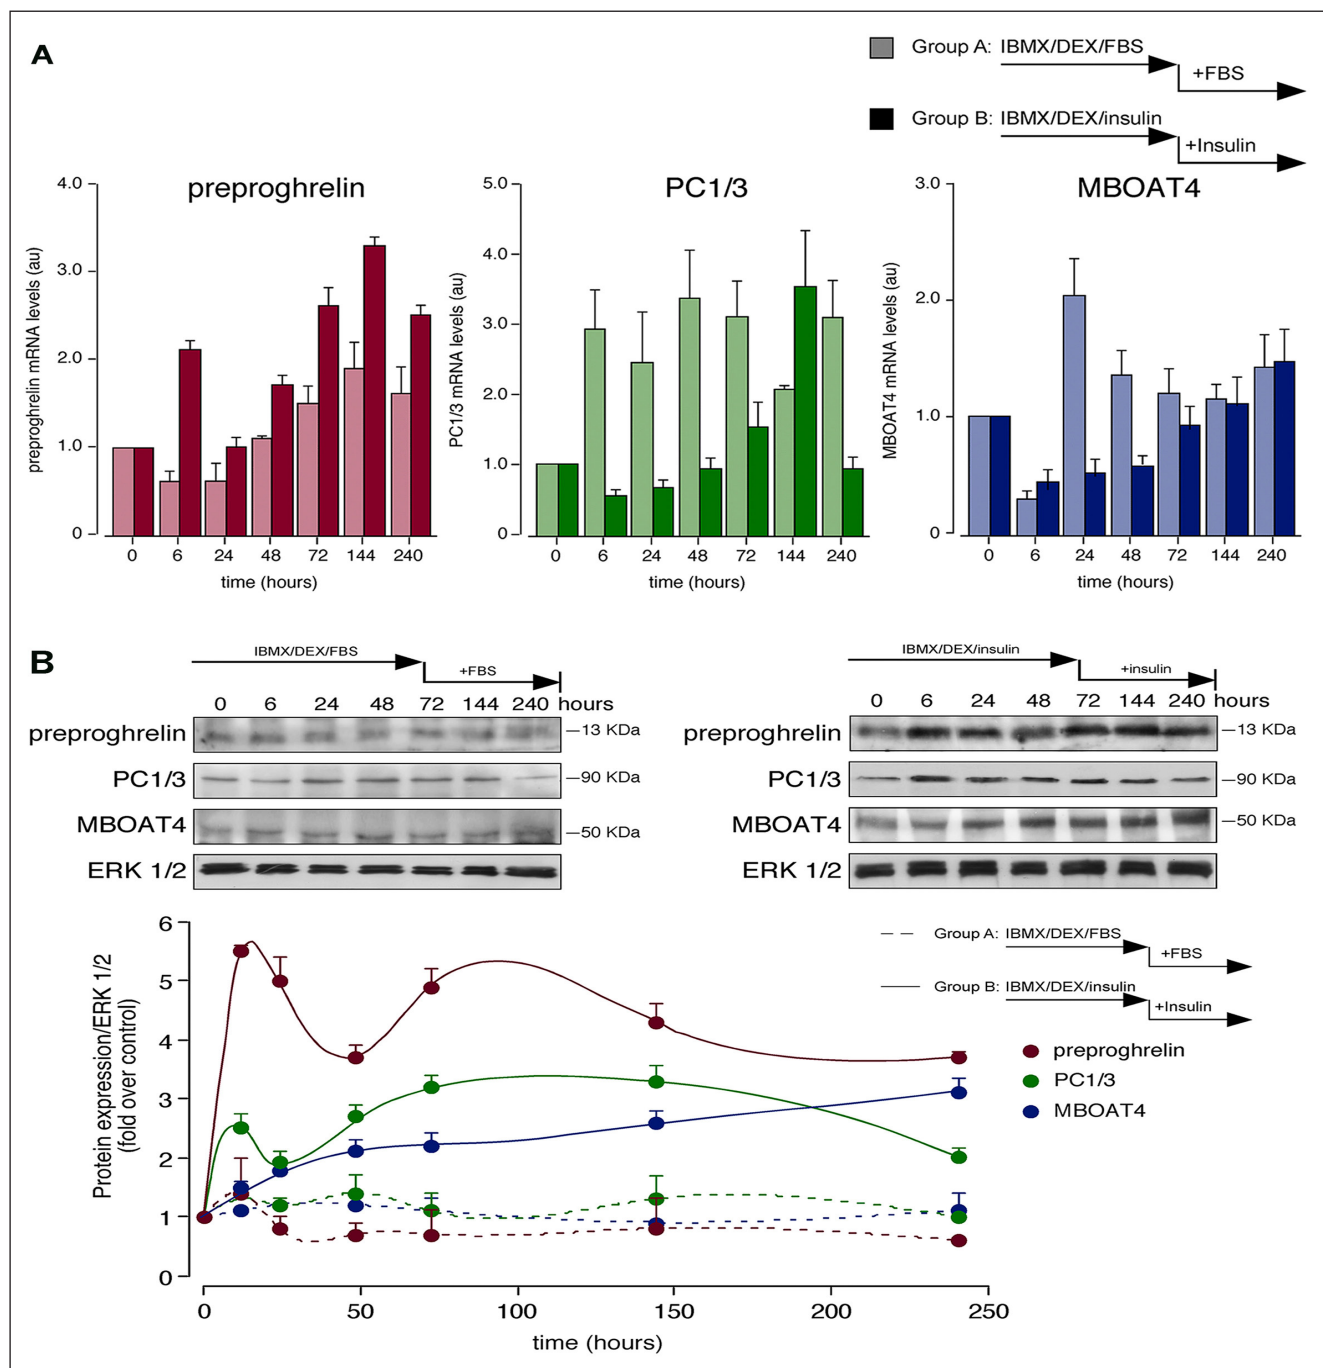 A
Group A: IBMX/DEX/FBS
+FBS
Group B: IBMX/DEX/insulin
+Insulin
preproghrelin
preproghrelin mRNA levels (au)
4.0
3.0
2.0
1.0
0
0 6 24 48 72 144 240
time (hours)
PC1/3
PC1/3 mRNA levels (au)
5.0
4.0
3.0
2.0
1.0
0
0 6 24 48 72 144 240
time (hours)
MBOAT4
MBOAT4 mRNA levels (au)
3.0
2.0
1.0
0
0 6 24 48 72 144 240
time (hours)
B
IBMX/DEX/FBS
+FBS
0 6 24 48 72 144 240 hours
preproghrelin —13 KDa
PC1/3 —90 KDa
MBOAT4 —50 KDa
ERK 1/2
IBMX/DEX/insulin
+insulin
0 6 24 48 72 144 240 hours
preproghrelin —13 KDa
PC1/3 —90 KDa
MBOAT4 —50 KDa
ERK 1/2
Protein expression/ERK 1/2
(fold over control)
6
5
4
3
2
1
0
0 50 100 150 200 250
time (hours)
Group A: IBMX/DEX/FBS
+FBS
Group B: IBMX/DEX/insulin
+Insulin
preproghrelin
PC1/3
MBOAT4